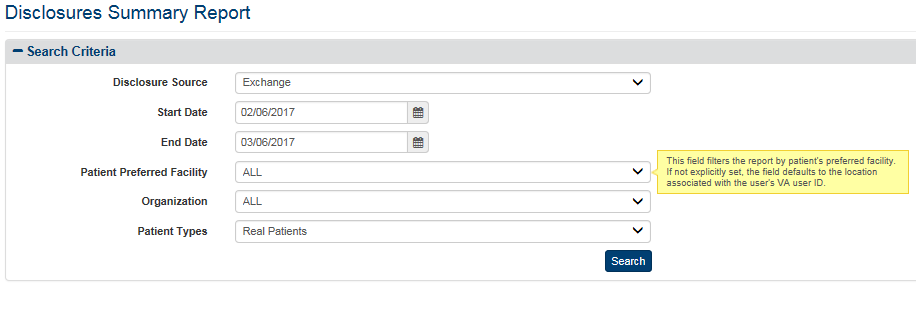 Disclosures Summary Report
Search Criteria
Disclosure Source Exchange
Start Date 02/06/2017
End Date 03/06/2017
Patient Preferred Facility ALL
This field filters the report by patient's preferred facility.
If not explicitly set, the field defaults to the location
associated with the user's VA user ID.
Organization ALL
Patient Types Real Patients
Search